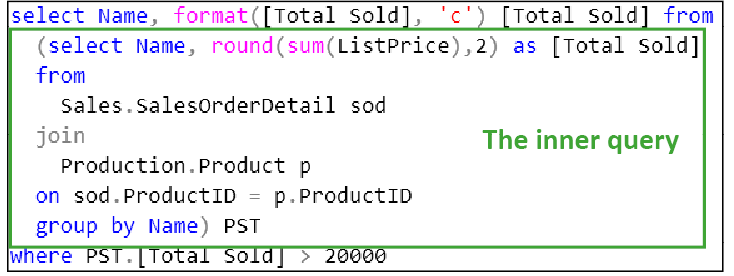 select Name, format([Total Sold], 'c') [Total Sold] from
(select Name, round(sum(ListPrice),2) as [Total Sold]
from
Sales.SalesOrderDetail sod
join
Production.Product p
The inner query
on sod.ProductID = p.ProductID
group by Name) PST
where PST.[Total Sold] > 20000